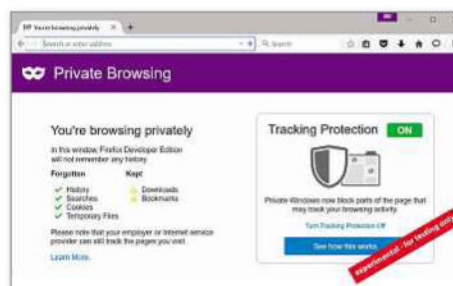 You're browsing privately
Search or enter address
Search
Private Browsing
You're browsing privately
In this window, Firefox Developer Edition
will not remember any history.
Forgotten
Kept
History
Searches
Cookies
Temporary Files
Downloads
Bookmarks
Please note that your employer or Internet service
provider can still track the pages you visit.
Learn More.
Tracking Protection
ON
Private Windows now block parts of the page that
may track your browsing activity.
Turn Tracking Protection Off
See how this works
experimental - for testing only